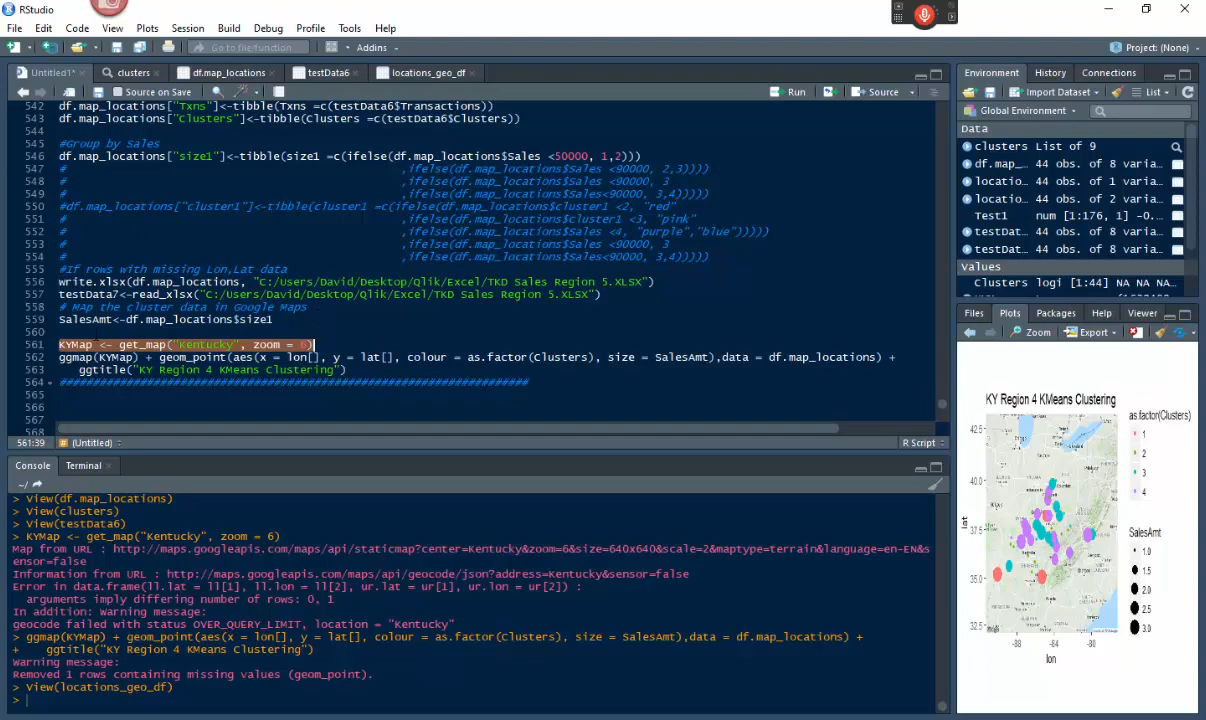 RStudio
File Edit Code View Plots Session Build Debug Profile Tools Help
Go to file/function Addins Project: (None)
Untitled1* clusters df.map_locations testData6 locations_geo_df
Source on Save Run Source
542 df.map_locations["Txns"]<-tibble(Txns =c(testData6$Transactions))
543 df.map_locations["Clusters"]<-tibble(Clusters =c(testData6$Clusters))
544
545 #Group by Sales
546 df.map_locations["size1"]<-tibble(size1 =c(ifelse(df.map_locations$Sales <50000, 1,2)))
547 # ,ifelse(df.map_locations$Sales <90000, 2,3))))
548 # ,ifelse(df.map_locations$Sales <90000, 3
549 # ,ifelse(df.map_locations$Sales<90000, 3,4))))
550 #df.map_locations["cluster1"]<-tibble(cluster1 =c(ifelse(df.map_locations$cluster1 <2, "red"
551 # ,ifelse(df.map_locations$Cluster1 <3, "pink"
552 # ,ifelse(df.map_locations$Sales <4, "purple","blue")))))
553 # ,ifelse(df.map_locations$Sales <90000, 3
554 # ,ifelse(df.map_locations$Sales<90000, 3,4))))
555 #If rows with missing Lon,Lat data
556 write.xlsx(df.map_locations, "C:/Users/David/Desktop/Qlik/Excel/TKD Sales Region 5.XLSX")
557 testData7<-read_xlsx("C:/Users/David/Desktop/Qlik/Excel/TKD Sales Region 5.XLSX")
558 # MAp the cluster data in Google Maps
559 SalesAmt<-df.map_locations$size1
560
561 KYMap <- get_map("Kentucky", zoom = 6)
562 ggmap(KYMap) + geom_point(aes(x = lon[], y = lat[], colour = as.factor(Clusters), size = SalesAmt),data = df.map_locations) +
563 ggtitle("KY Region 4 KMeans Clustering")
564 ######################################################################
565
566
567
568
561:39 (Untitled) R Script
Console Terminal
~/
> View(df.map_locations)
> View(clusters)
> View(testData6)
> KYMap <- get_map("Kentucky", zoom = 6)
Map from URL : http://maps.googleapis.com/maps/api/staticmap?center=Kentucky&zoom=6&size=640x640&scale=2&maptype=terrain&language=en-EN&s
ensor=false
Information from URL : http://maps.googleapis.com/maps/api/geocode/json?address=Kentucky&sensor=false
Error in data.frame(ll.lat = ll[1], ll.lon = ll[2], ur.lat = ur[1], ur.lon = ur[2]) :
arguments imply differing number of rows: 0, 1
In addition: Warning message:
geocode failed with status OVER_QUERY_LIMIT, location = "Kentucky"
> ggmap(KYMap) + geom_point(aes(x = lon[], y = lat[], colour = as.factor(Clusters), size = SalesAmt),data = df.map_locations) +
+ ggtitle("KY Region 4 KMeans Clustering")
Warning message:
Removed 1 rows containing missing values (geom_point).
> View(locations_geo_df)
>
Environment History Connections
Import Dataset List
Global Environment
Data
clusters List of 9
df.map_… 44 obs. of 8 varia…
locatio… 44 obs. of 1 varia…
locatio… 44 obs. of 2 varia…
Test1 num [1:176, 1] -0.…
testDat… 44 obs. of 8 varia…
testDat… 44 obs. of 8 varia…
Values
Clusters logi [1:44] NA NA NA…
Files Plots Packages Help Viewer
Zoom Export
KY Region 4 KMeans Clustering
42.5
40.0
37.5
35.0
32.5
lat
-88 -84 -80
lon
as.factor(Clusters)
1
2
3
4
SalesAmt
1.0
1.5
2.0
2.5
3.0